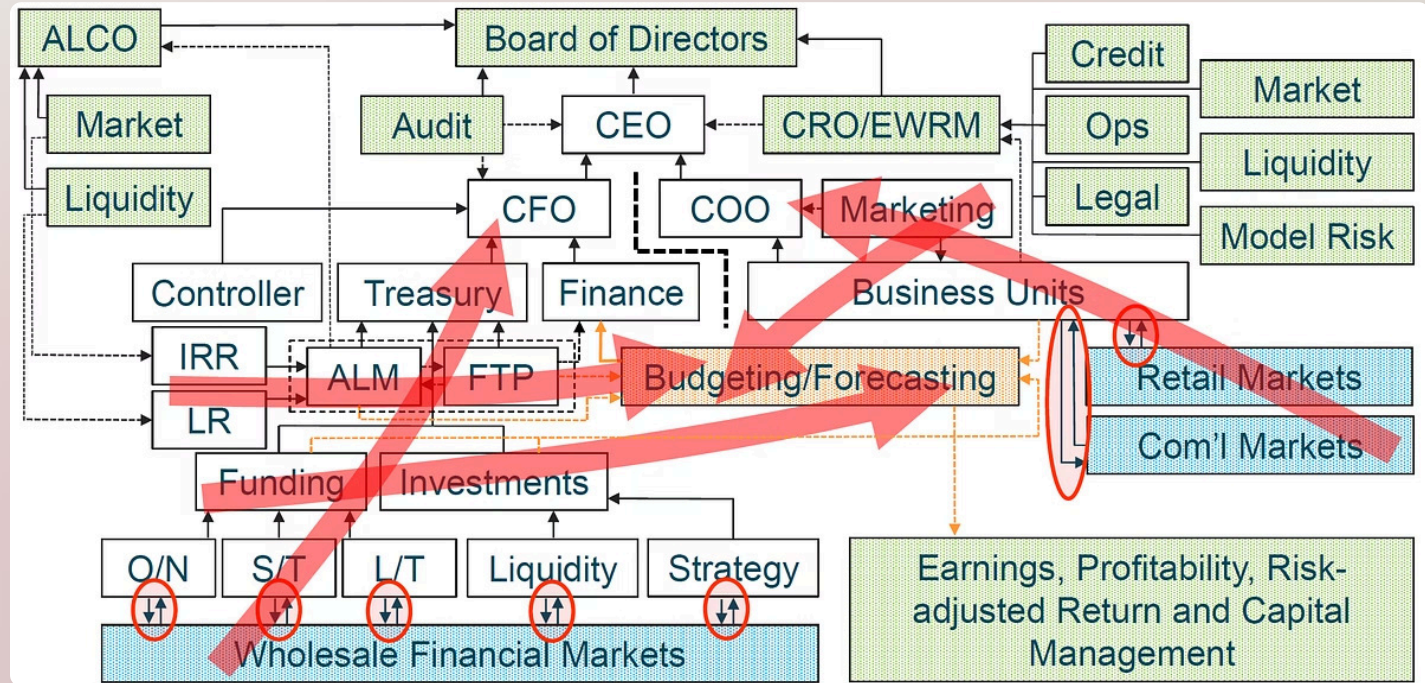 ALCO
Board of Directors
Credit
Market
Market
Audit
CEO
CRO/EWRM
Ops
Liquidity
Liquidity
CFO
COO
Marketing
Legal
Model Risk
Controller
Treasury
Finance
Business Units
IRR
ALM
FTP
Budgeting/Forecasting
Retail Markets
LR
Com'l Markets
Funding
Investments
O/N
S/T
L/T
Liquidity
Strategy
Wholesale Financial Markets
Earnings, Profitability, Risk-
adjusted Return and Capital
Management